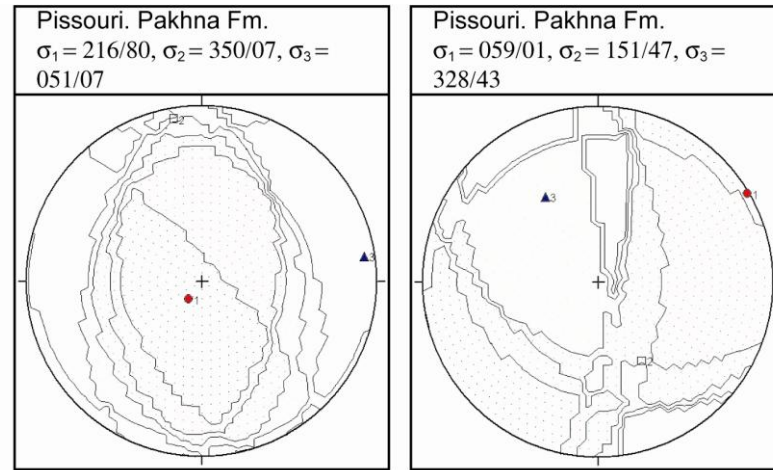 Pissouri. Pakhna Fm.
σ₁ = 216/80, σ₂ = 350/07, σ₃ =
051/07
2
3
1
Pissouri. Pakhna Fm.
σ₁ = 059/01, σ₂ = 151/47, σ₃ =
328/43
1
3
2